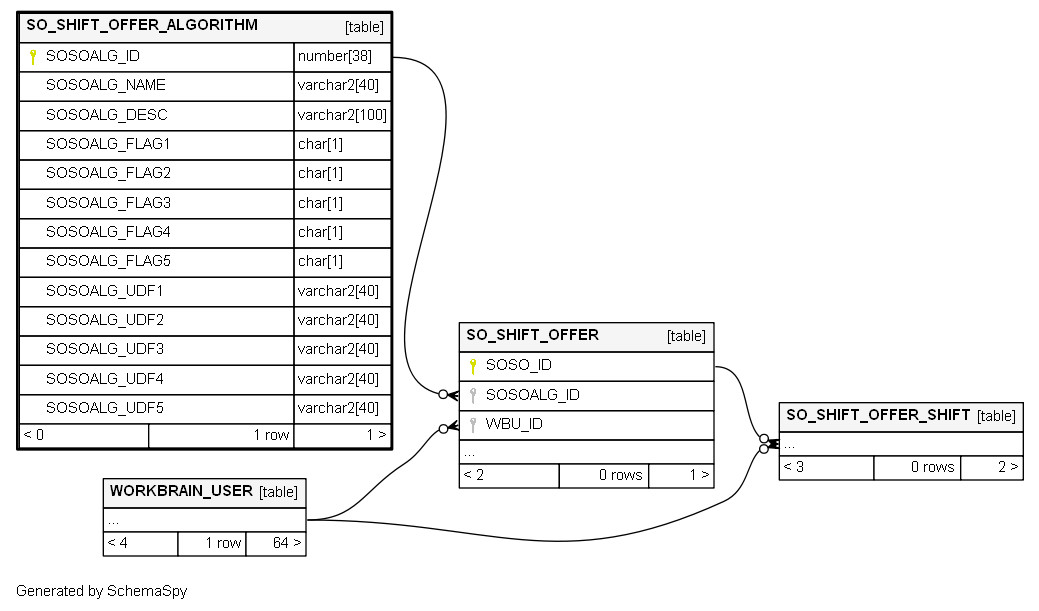 SO_SHIFT_OFFER_ALGORITHM [table]
SOSOALG_ID number[38]
SOSOALG_NAME varchar2[40]
SOSOALG_DESC varchar2[100]
SOSOALG_FLAG1 char[1]
SOSOALG_FLAG2 char[1]
SOSOALG_FLAG3 char[1]
SOSOALG_FLAG4 char[1]
SOSOALG_FLAG5 char[1]
SOSOALG_UDF1 varchar2[40]
SOSOALG_UDF2 varchar2[40]
SOSOALG_UDF3 varchar2[40]
SOSOALG_UDF4 varchar2[40]
SOSOALG_UDF5 varchar2[40]
< 0 1 row 1 >
SO_SHIFT_OFFER [table]
SOSO_ID
SOSOALG_ID
WBU_ID
...
< 2 0 rows 1 >
SO_SHIFT_OFFER_SHIFT [table]
...
< 3 0 rows 2 >
WORKBRAIN_USER [table]
...
< 4 1 row 64 >
Generated by SchemaSpy